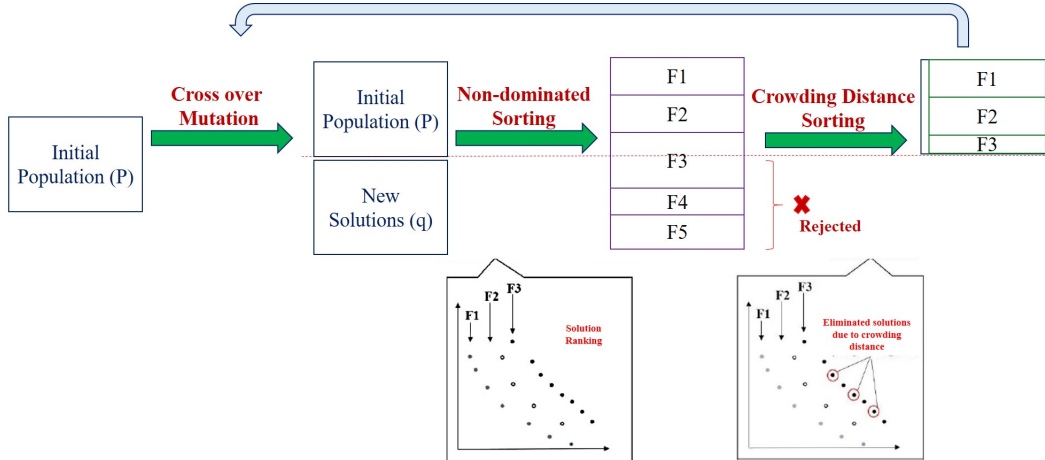 Initial
Population (P)
Cross over
Mutation
Initial
Population (P)
New
Solutions (q)
Non-dominated
Sorting
F1
F2
F3
F4
F5
Crowding Distance
Sorting
Rejected
F1
F2
F3
F1
F2
F3
Solution
Ranking
F1
F2
F3
Eliminated solutions
due to crowding
distance